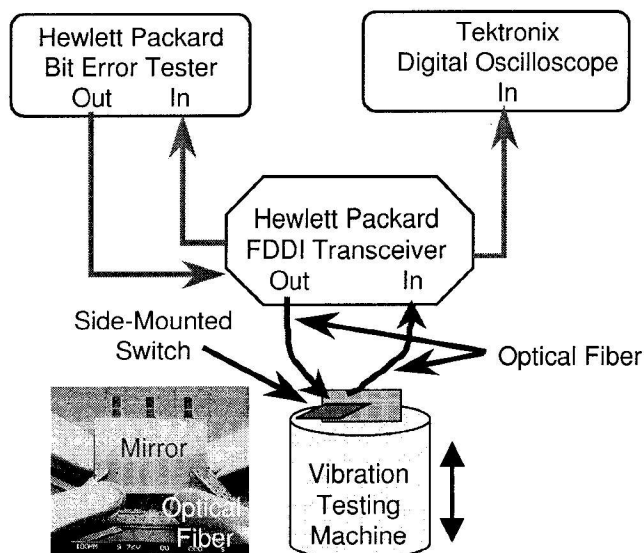 Hewlett Packard
Bit Error Tester
Out In
Tektronix
Digital Oscilloscope
In
Hewlett Packard
FDDI Transceiver
Out In
Side-Mounted
Switch
Optical Fiber
Mirror
Optical
Fiber
Vibration
Testing
Machine